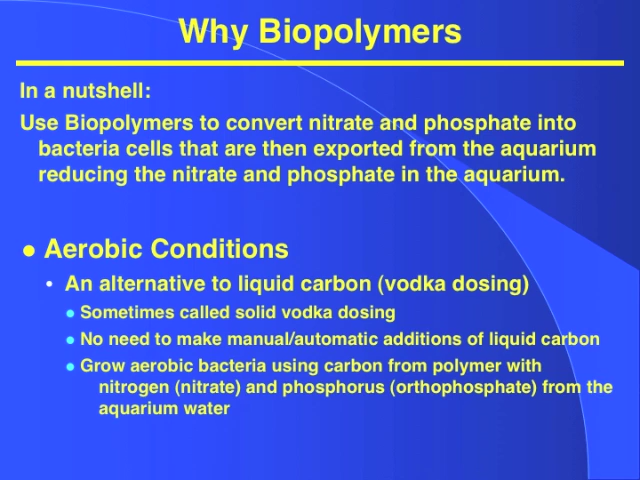 Why Biopolymers
In a nutshell:
Use Biopolymers to convert nitrate and phosphate into
bacteria cells that are then exported from the aquarium
reducing the nitrate and phosphate in the aquarium.
● Aerobic Conditions
• An alternative to liquid carbon (vodka dosing)
● Sometimes called solid vodka dosing
● No need to make manual/automatic additions of liquid carbon
● Grow aerobic bacteria using carbon from polymer with
nitrogen (nitrate) and phosphorus (orthophosphate) from the
aquarium water